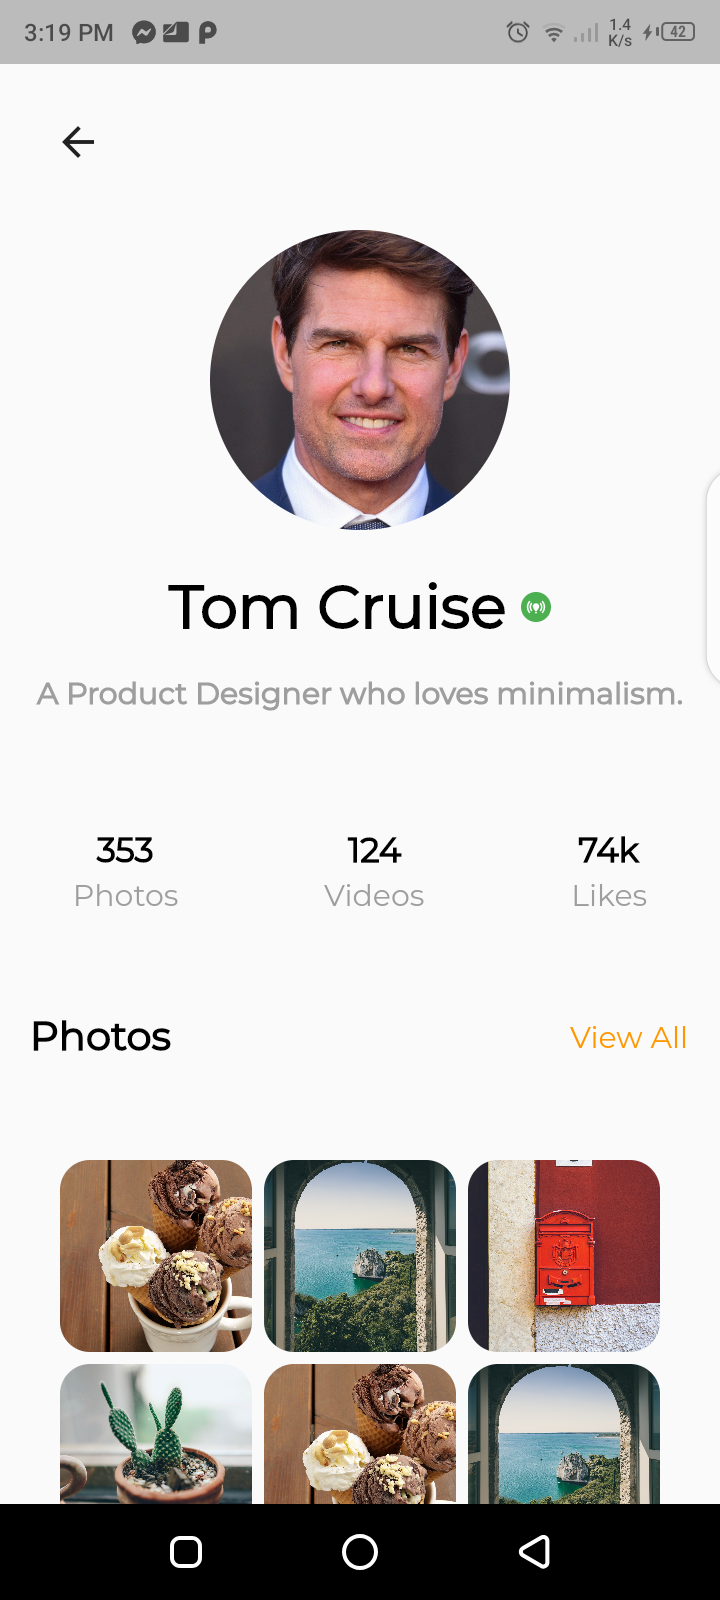 3:19 PM
1.4
K/s
42
Tom Cruise
A Product Designer who loves minimalism.
353
124
74k
Photos
Videos
Likes
Photos
View All